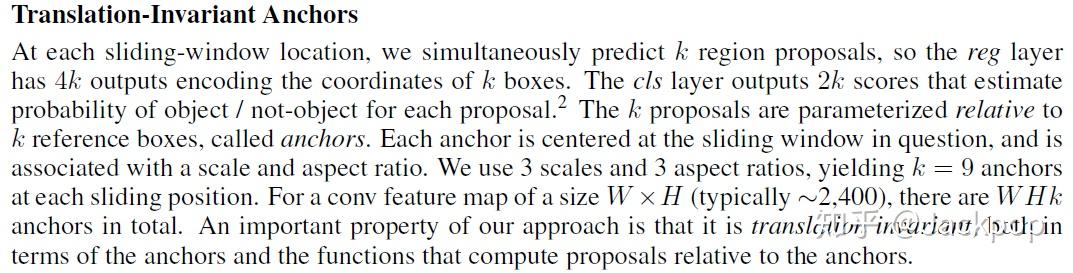 Translation-Invariant Anchors
At each sliding-window location, we simultaneously predict k region proposals, so the reg layer
has 4k outputs encoding the coordinates of k boxes. The cls layer outputs 2k scores that estimate
probability of object / not-object for each proposal.² The k proposals are parameterized relative to
k reference boxes, called anchors. Each anchor is centered at the sliding window in question, and is
associated with a scale and aspect ratio. We use 3 scales and 3 aspect ratios, yielding k = 9 anchors
at each sliding position. For a conv feature map of a size W × H (typically ∼2,400), there are WHk
anchors in total. An important property of our approach is that it is translation invariant, both in
terms of the anchors and the functions that compute proposals relative to the anchors.
知乎 @Jackpop